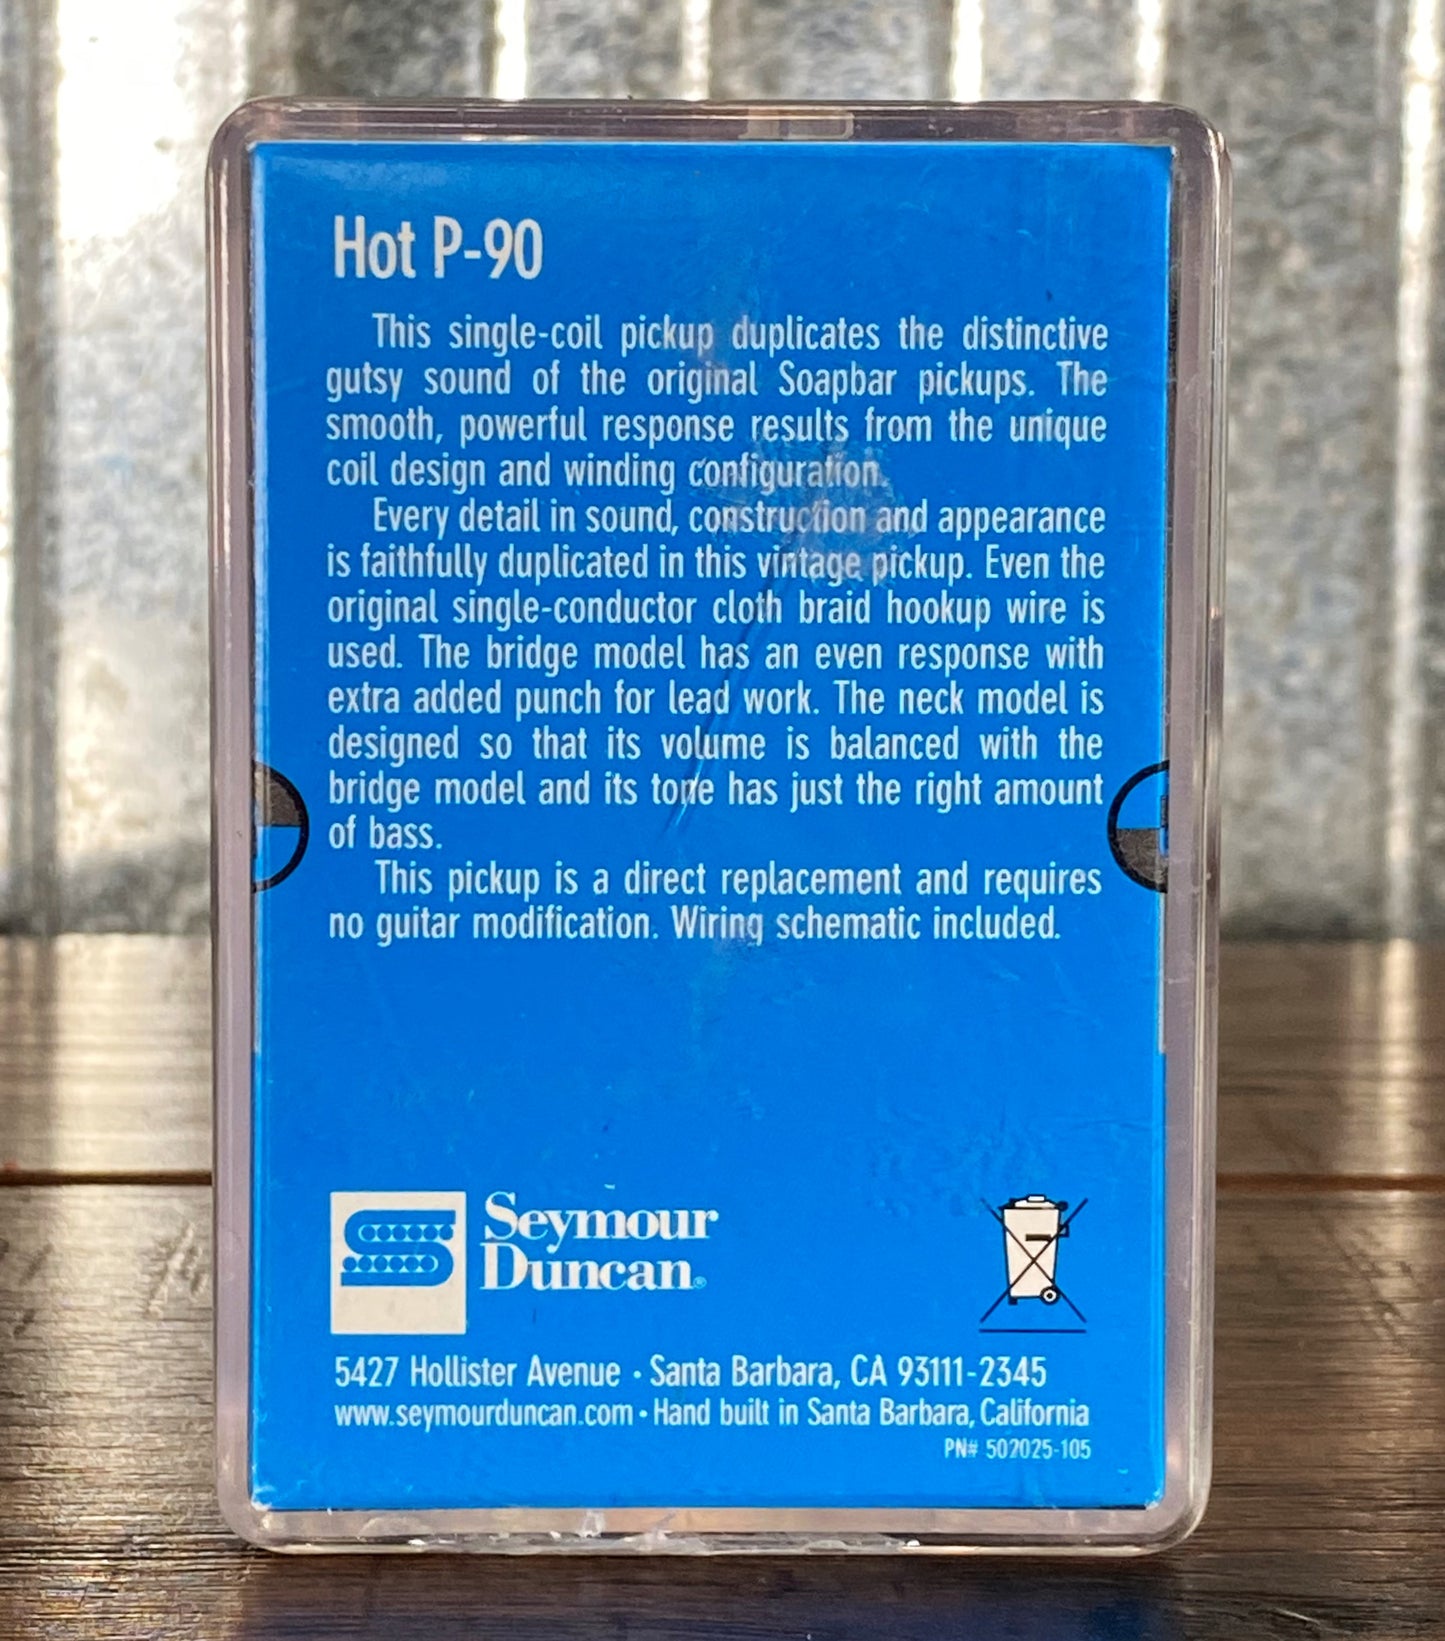 Hot P-90
This single-coil pickup duplicates the distinctive
gutsy sound of the original Soapbar pickups. The
smooth, powerful response results from the unique
coil design and winding configuration.
Every detail in sound, construction and appearance
is faithfully duplicated in this vintage pickup. Even the
original single-conductor cloth braid hookup wire is
used. The bridge model has an even response with
extra added punch for lead work. The neck model is
designed so that its volume is balanced with the
bridge model and its tone has just the right amount
of bass.
This pickup is a direct replacement and requires
no guitar modification. Wiring schematic included.
Seymour
Duncan®
5427 Hollister Avenue • Santa Barbara, CA 93111-2345
www.seymourduncan.com • Hand built in Santa Barbara, California
PN# 502025-105